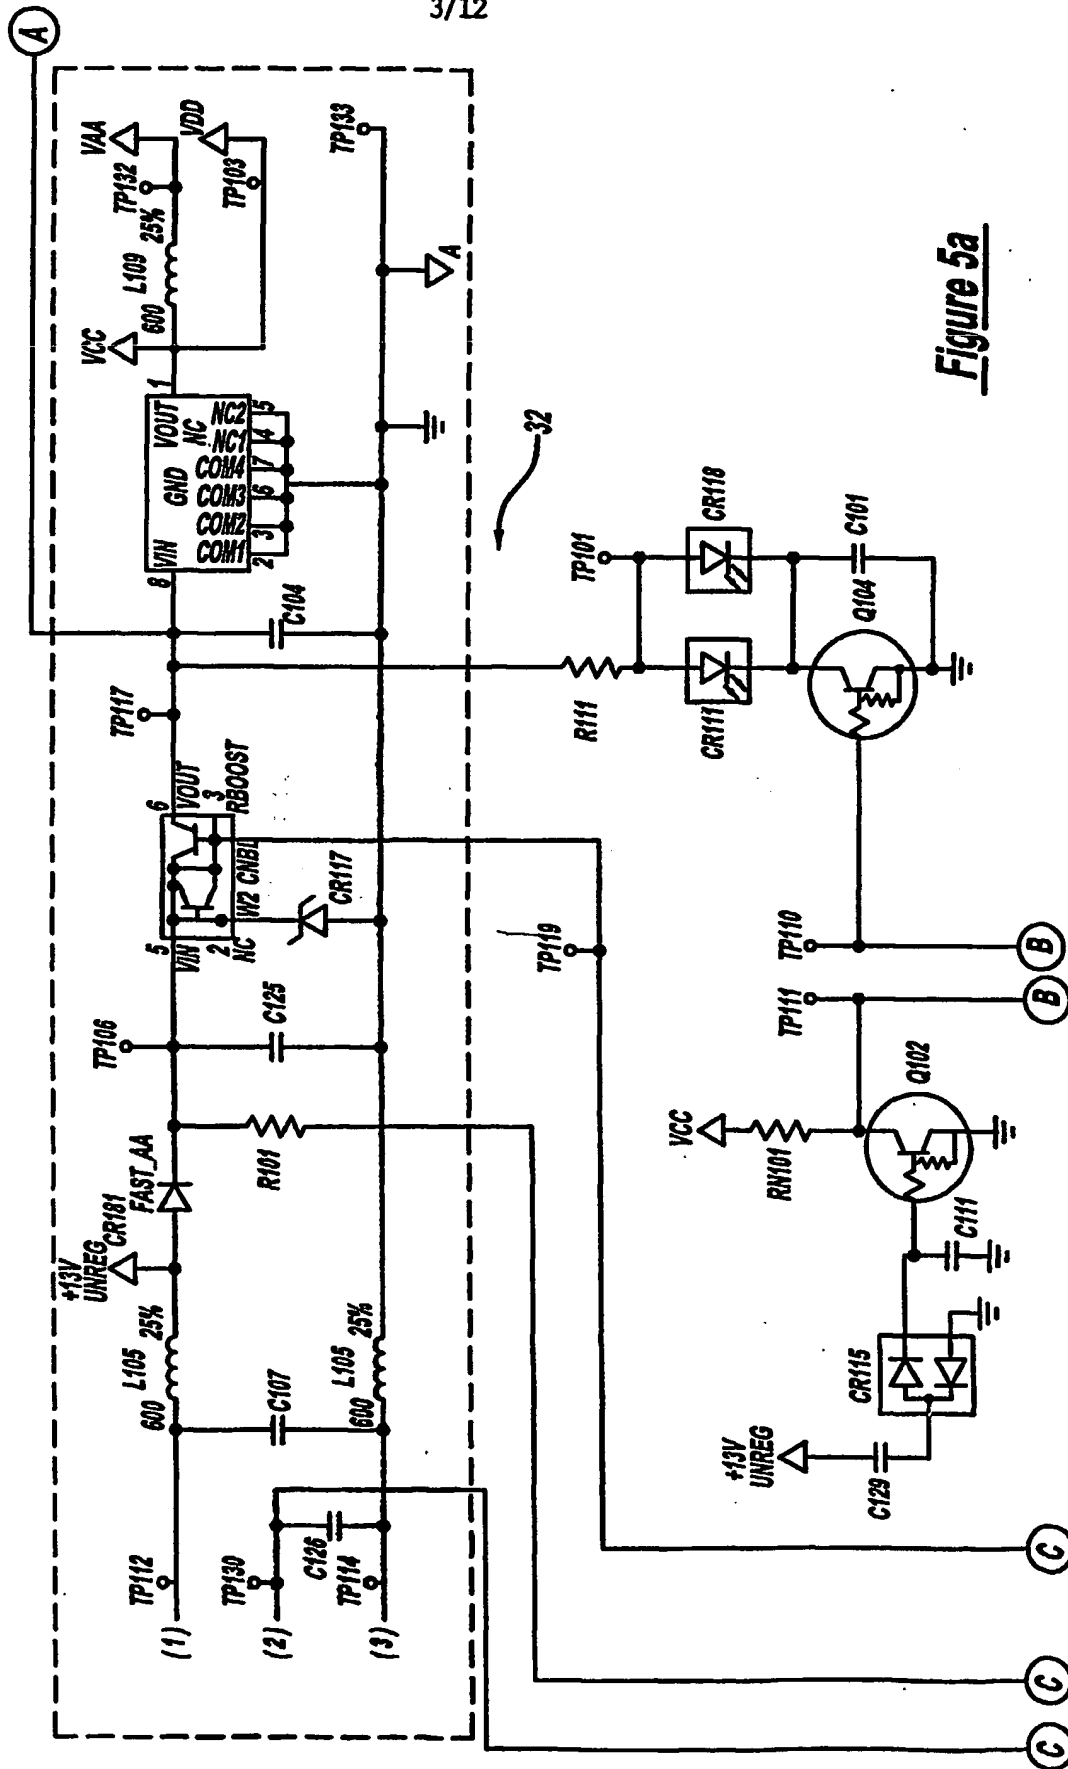 3/12
A
VAA
VDD
TP132
TP103
TP133
25%
L109
600
VCC
A
1
VOUT
NC
GND
VIN
8
NC2
NC1
COM4
COM3
COM2
COM1
5
4
7
6
3
2
C104
32
Figure 5a
TP117
6
VOUT
3
RBOOST
W2 CNBL
5
VIN
2
NC
CR117
TP106
C125
FAST_AA
CR181
+13V
UNREG
R101
25%
L105
600
C107
25%
L105
600
TP112
(1)
TP130
(2)
C126
TP114
(3)
TP101
CR118
C101
R111
CR111
Q104
TP119
TP110
B
TP111
B
VCC
RN101
Q102
C111
CR115
+13V
UNREG
C129
C
C
C